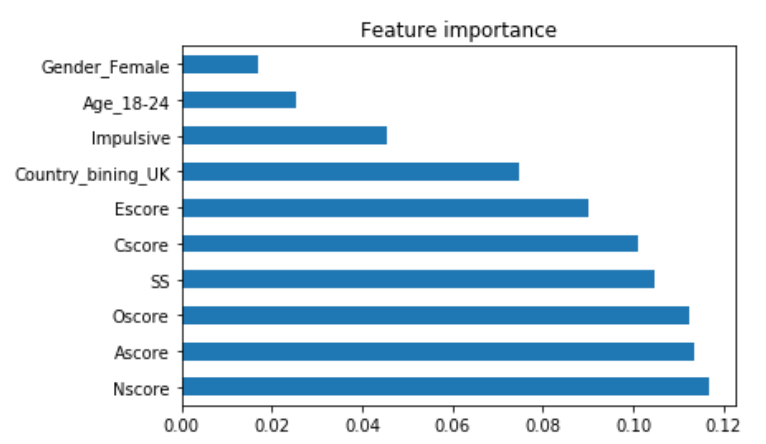 Feature importance
Gender_Female
Age_18-24
Impulsive
Country_bining_UK
Escore
Cscore
SS
Oscore
Ascore
Nscore
0.00 0.02 0.04 0.06 0.08 0.10 0.12